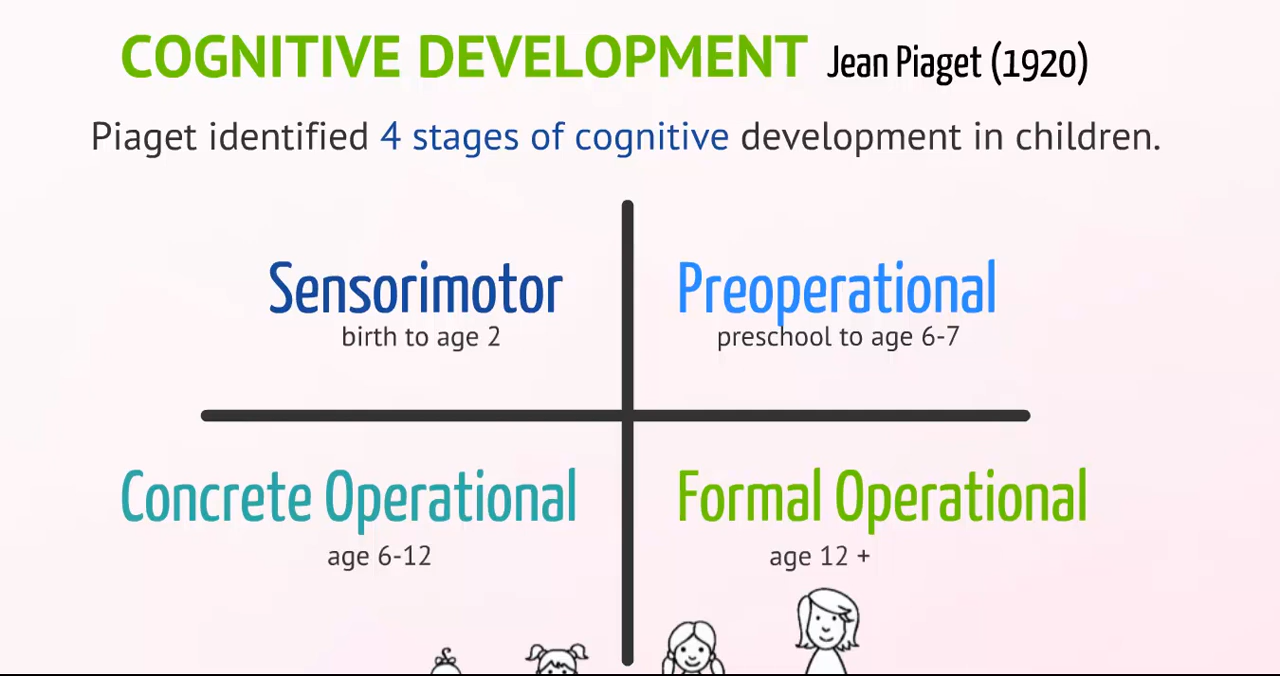 COGNITIVE DEVELOPMENT Jean Piaget (1920)
Piaget identified 4 stages of cognitive development in children.
Sensorimotor
birth to age 2
Preoperational
preschool to age 6-7
Concrete Operational
age 6-12
Formal Operational
age 12 +